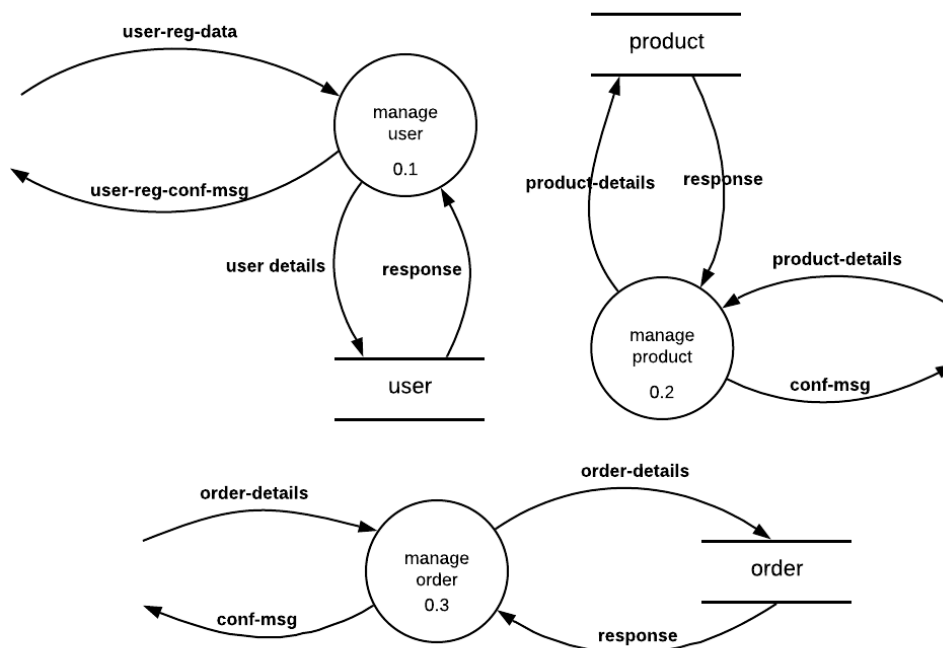 user-reg-data
manage
user
0.1
user-reg-conf-msg
user details
response
user
product
product-details
response
product-details
manage
product
0.2
conf-msg
order-details
order-details
manage
order
0.3
order
conf-msg
response